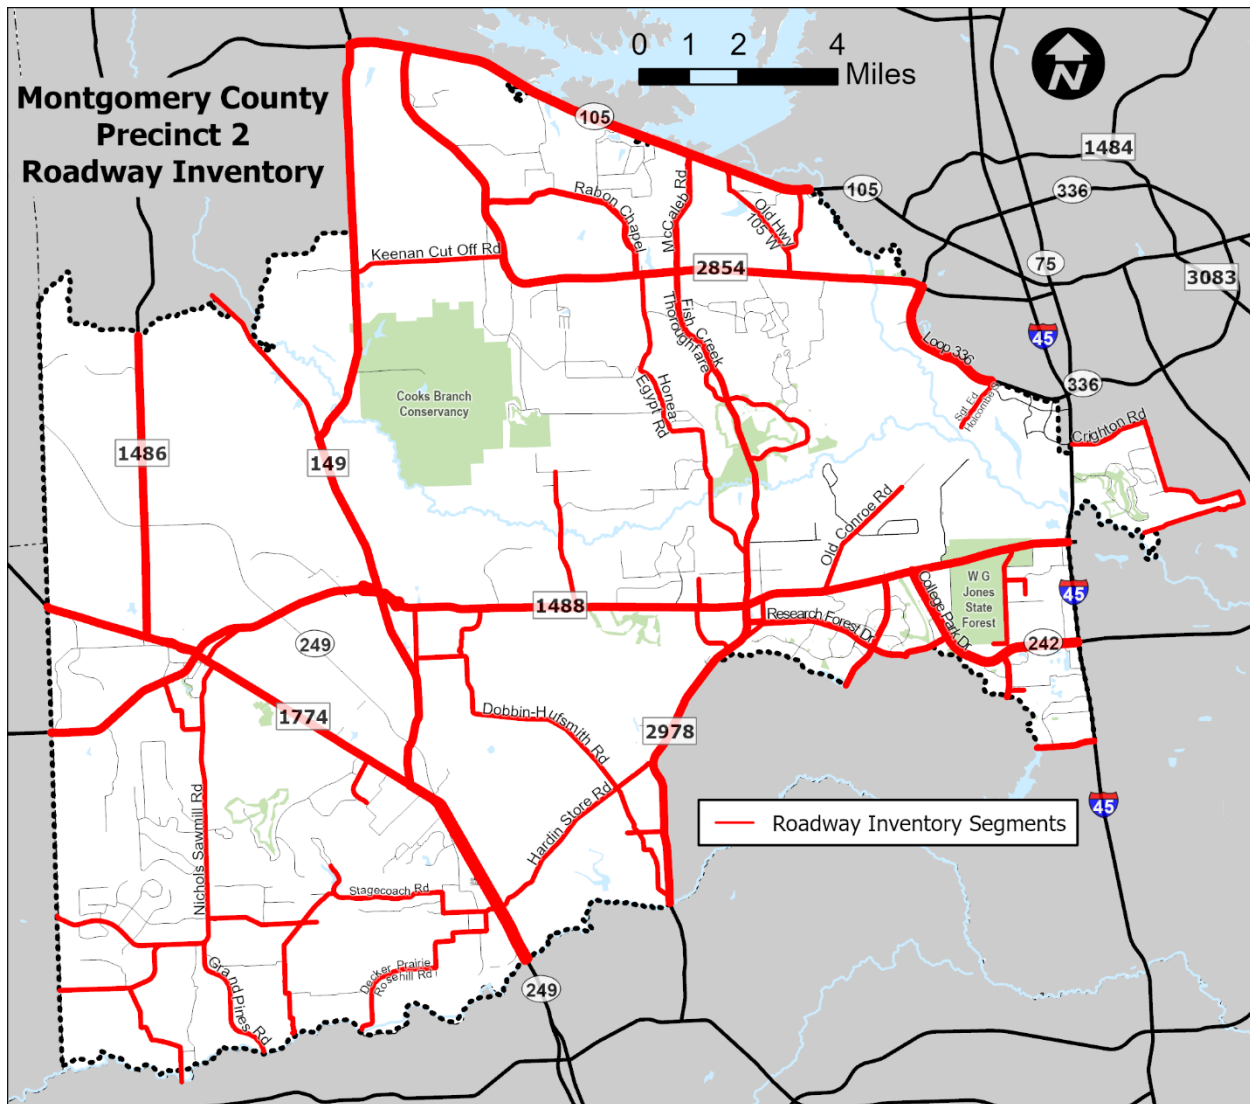 Montgomery County
Precinct 2
Roadway Inventory
0 1 2 4
Miles
N
105
105
1484
336
75
3083
45
336
Rabon Chapel
McCaleb Rd
Old Hwy
105 W
Keenan Cut Off Rd
2854
Fish Creek
Thoroughfare
Loop 336
Honea
Egypt Rd
Sgt Ed
Holcomb
Crighton Rd
Cooks Branch
Conservancy
1486
149
Old Conroe Rd
W G
Jones
State
Forest
45
1488
Research Forest Dr
College Park Dr
242
249
1774
Dobbin-Hufsmith Rd
2978
45
Hardin Store Rd
Roadway Inventory Segments
Nichols Sawmill Rd
Stagecoach Rd
Decker Prairie
Rosehill Rd
Grand Pines Rd
249